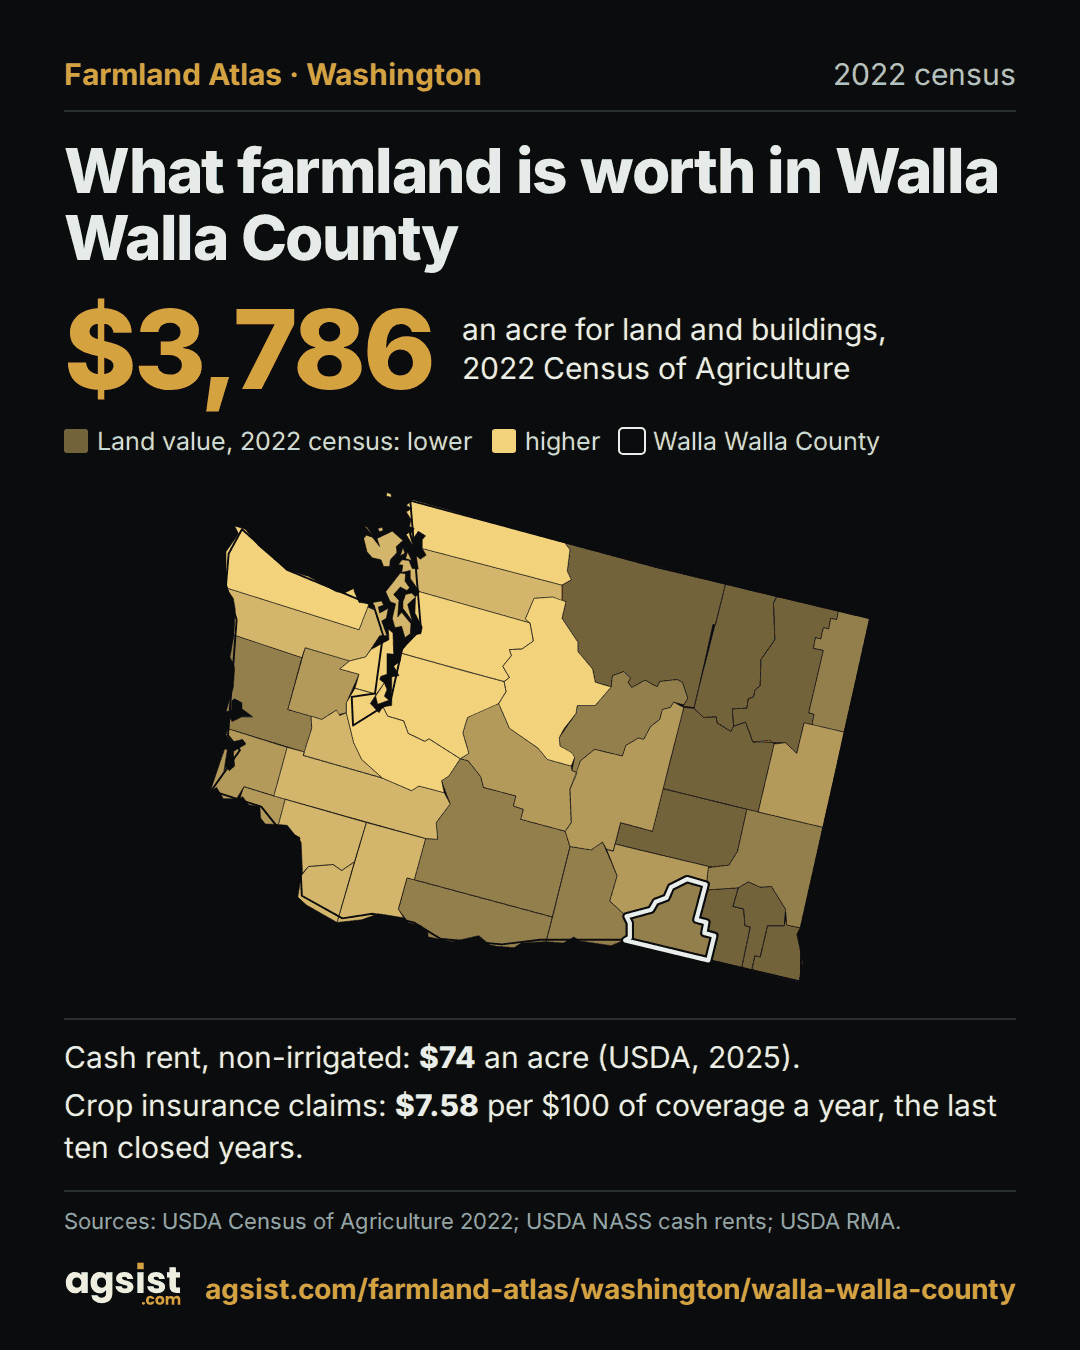 Farmland Atlas · Washington
2022 census
What farmland is worth in Walla
Walla County
$3,786
an acre for land and buildings,
2022 Census of Agriculture
Land value, 2022 census: lower
higher
Walla Walla County
Cash rent, non-irrigated: $74 an acre (USDA, 2025).
Crop insurance claims: $7.58 per $100 of coverage a year, the last
ten closed years.
Sources: USDA Census of Agriculture 2022; USDA NASS cash rents; USDA RMA.
agsist
.com
agsist.com/farmland-atlas/washington/walla-walla-county